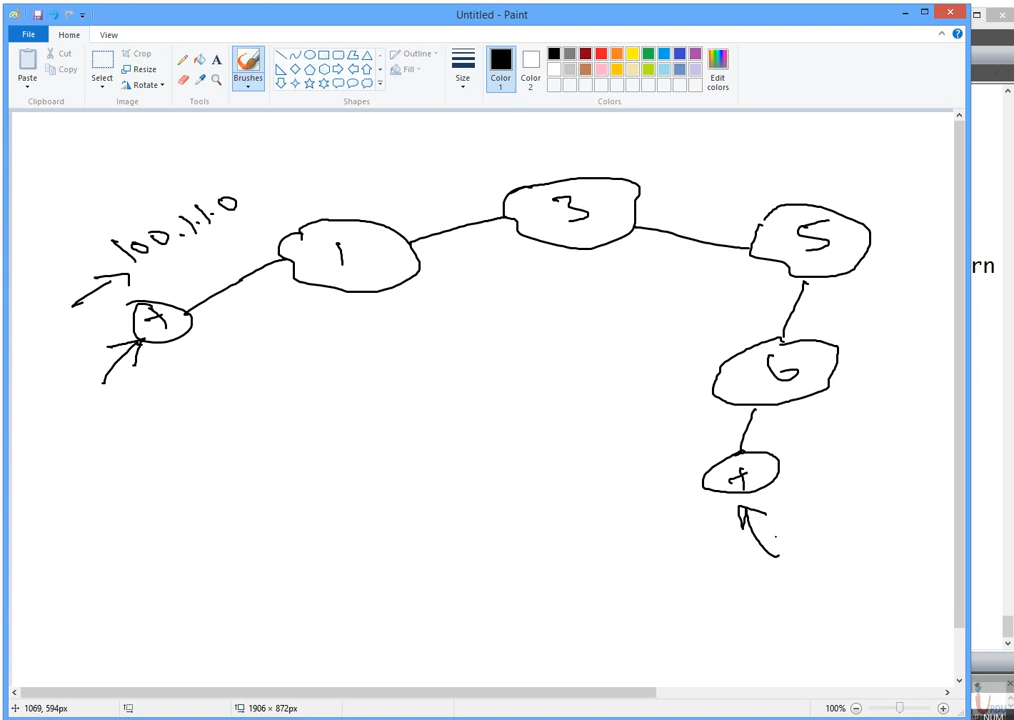 Untitled - Paint
File Home View
Paste
Cut
Copy
Clipboard
Select
Crop
Resize
Rotate
Image
Tools
Brushes
Outline
Fill
Shapes
Size
Color 1
Color 2
Edit colors
Colors
100.1.1.0
1
3
5
6
rn
1069, 594px
1906 × 872px
100%
URDU
NUM